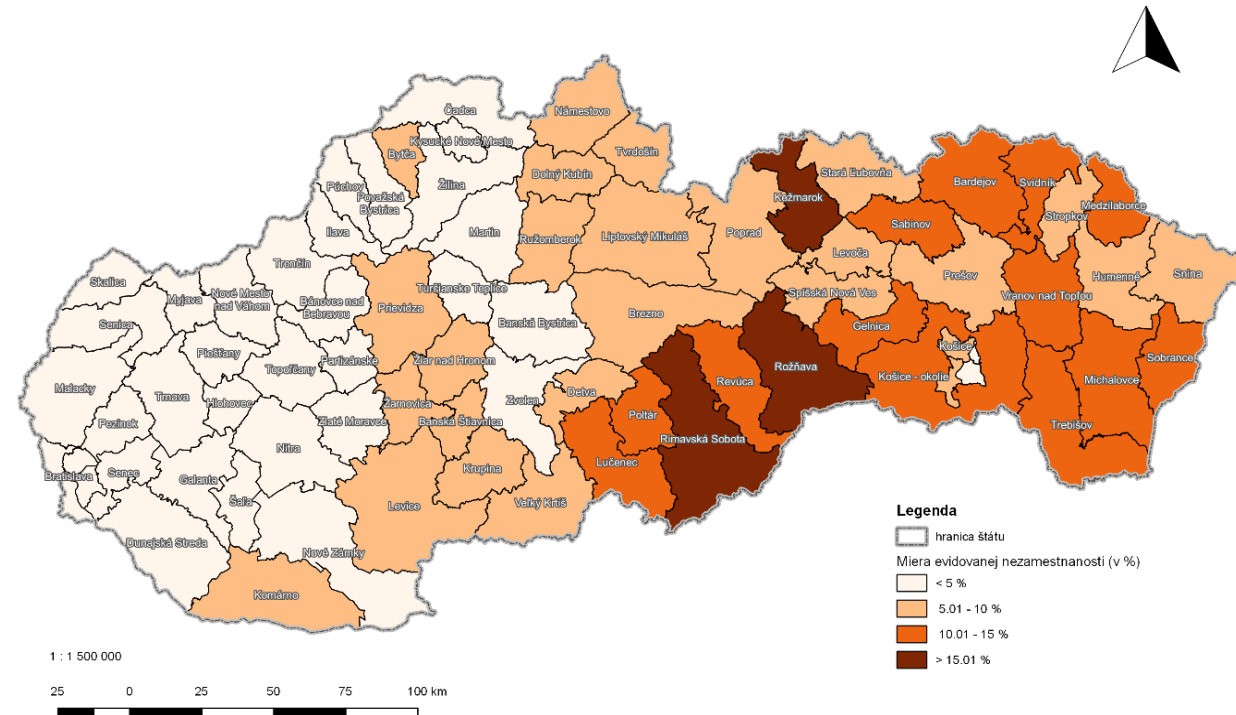 Čadca
Námestovo
Kysucké Nové Mesto
Bytča
Tvrdošín
Dolný Kubín
Žilina
Púchov
Považská
Bystrica
Ilava
Martin
Ružomberok
Liptovský Mikuláš
Poprad
Kežmarok
Stará Ľubovňa
Bardejov
Svidník
Stropkov
Medzilaborce
Sabinov
Levoča
Prešov
Humenné
Snina
Vranov nad Topľou
Spišská Nová Ves
Gelnica
Košice
Košice - okolie
Michalovce
Sobrance
Trebišov
Trenčín
Skalica
Myjava
Nové Mesto
nad Váhom
Bánovce nad
Bebravou
Prievidza
Turčianske Teplice
Banská Bystrica
Brezno
Senica
Piešťany
Topoľčany
Partizánske
Žiar nad Hronom
Rožňava
Revúca
Malacky
Trnava
Hlohovec
Zlaté Moravce
Žarnovica
Banská Štiavnica
Zvolen
Detva
Poltár
Rimavská Sobota
Pezinok
Nitra
Krupina
Lučenec
Bratislava
Senec
Galanta
Šaľa
Levice
Veľký Krtíš
Dunajská Streda
Nové Zámky
Komárno
Legenda
hranica štátu
Miera evidovanej nezamestnanosti (v %)
< 5 %
5.01 - 10 %
10.01 - 15 %
> 15.01 %
1 : 1 500 000
25 0 25 50 75 100 km